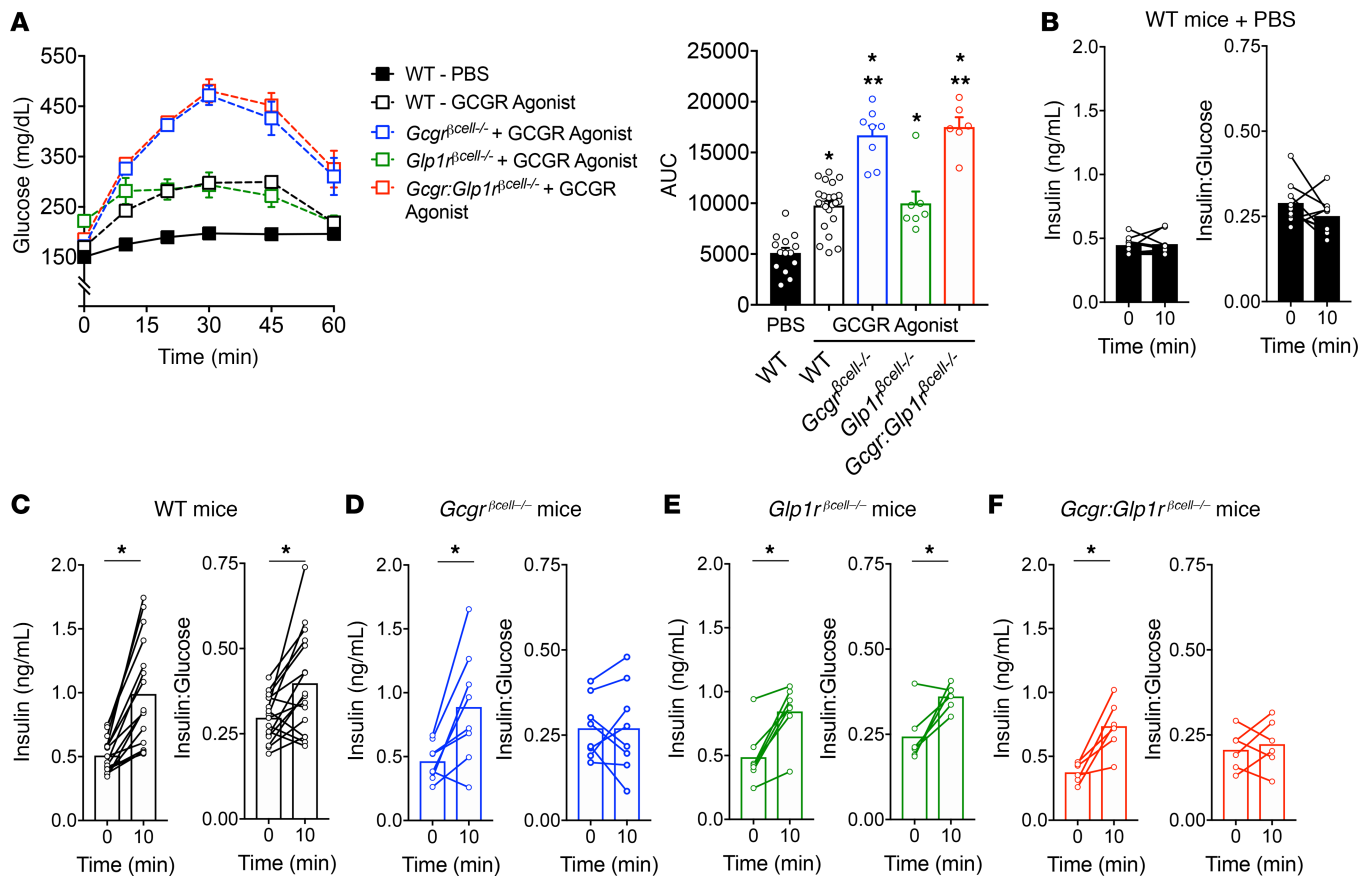 A
Glucose (mg/dL)
550
450
350
250
150
0
15
30
45
60
Time (min)
WT - PBS
WT - GCGR Agonist
Gcgrβcell-/- + GCGR Agonist
Glp1rβcell-/- + GCGR Agonist
Gcgr:Glp1rβcell-/- + GCGR
Agonist
AUC
25000
20000
15000
10000
5000
0
*
*
**
*
*
**
PBS
GCGR Agonist
WT
WT
Gcgrβcell-/-
Glp1rβcell-/-
Gcgr:Glp1rβcell-/-
B
WT mice + PBS
Insulin (ng/mL)
2.0
1.5
1.0
0.5
0.0
0 10
Time (min)
Insulin:Glucose
0.75
0.50
0.25
0.00
0 10
Time (min)
C
WT mice
Insulin (ng/mL)
2.0
1.5
1.0
0.5
0.0
*
0 10
Time (min)
Insulin:Glucose
0.75
0.50
0.25
0.00
*
0 10
Time (min)
D
Gcgr βcell–/– mice
Insulin (ng/mL)
2.0
1.5
1.0
0.5
0.0
*
0 10
Time (min)
Insulin:Glucose
0.75
0.50
0.25
0.00
0 10
Time (min)
E
Glp1r βcell–/– mice
Insulin (ng/mL)
2.0
1.5
1.0
0.5
0.0
*
0 10
Time (min)
Insulin:Glucose
0.75
0.50
0.25
0.00
*
0 10
Time (min)
F
Gcgr:Glp1r βcell–/– mice
Insulin (ng/mL)
2.0
1.5
1.0
0.5
0.0
*
0 10
Time (min)
Insulin:Glucose
0.75
0.50
0.25
0.00
0 10
Time (min)